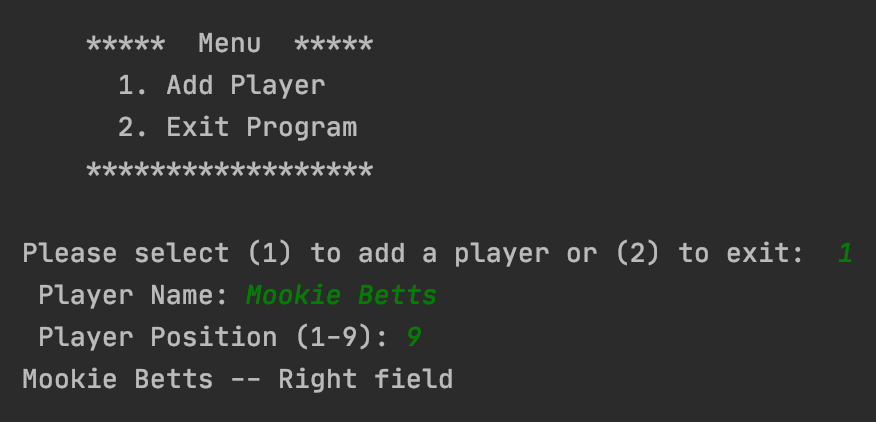 *****  Menu  *****
1. Add Player
2. Exit Program
******************
Please select (1) to add a player or (2) to exit:  1
Player Name: Mookie Betts
Player Position (1-9): 9
Mookie Betts -- Right field